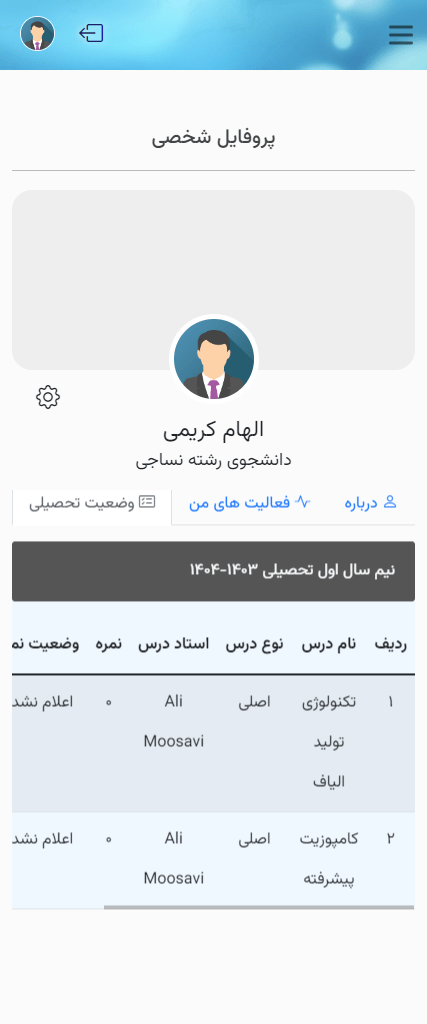 پروفایل شخصی
الهام کریمی
دانشجوی رشته نساجی
درباره فعالیت های من وضعیت تحصیلی
نیم سال اول تحصیلی ۱۴۰۳-۱۴۰۴
ردیف نام درس نوع درس استاد درس نمره وضعیت نم
۱ تکنولوژی اصلی Ali ۰ اعلام نشد
تولید Moosavi
الیاف
۲ کامپوزیت اصلی Ali ۰ اعلام نشد
پیشرفته Moosavi